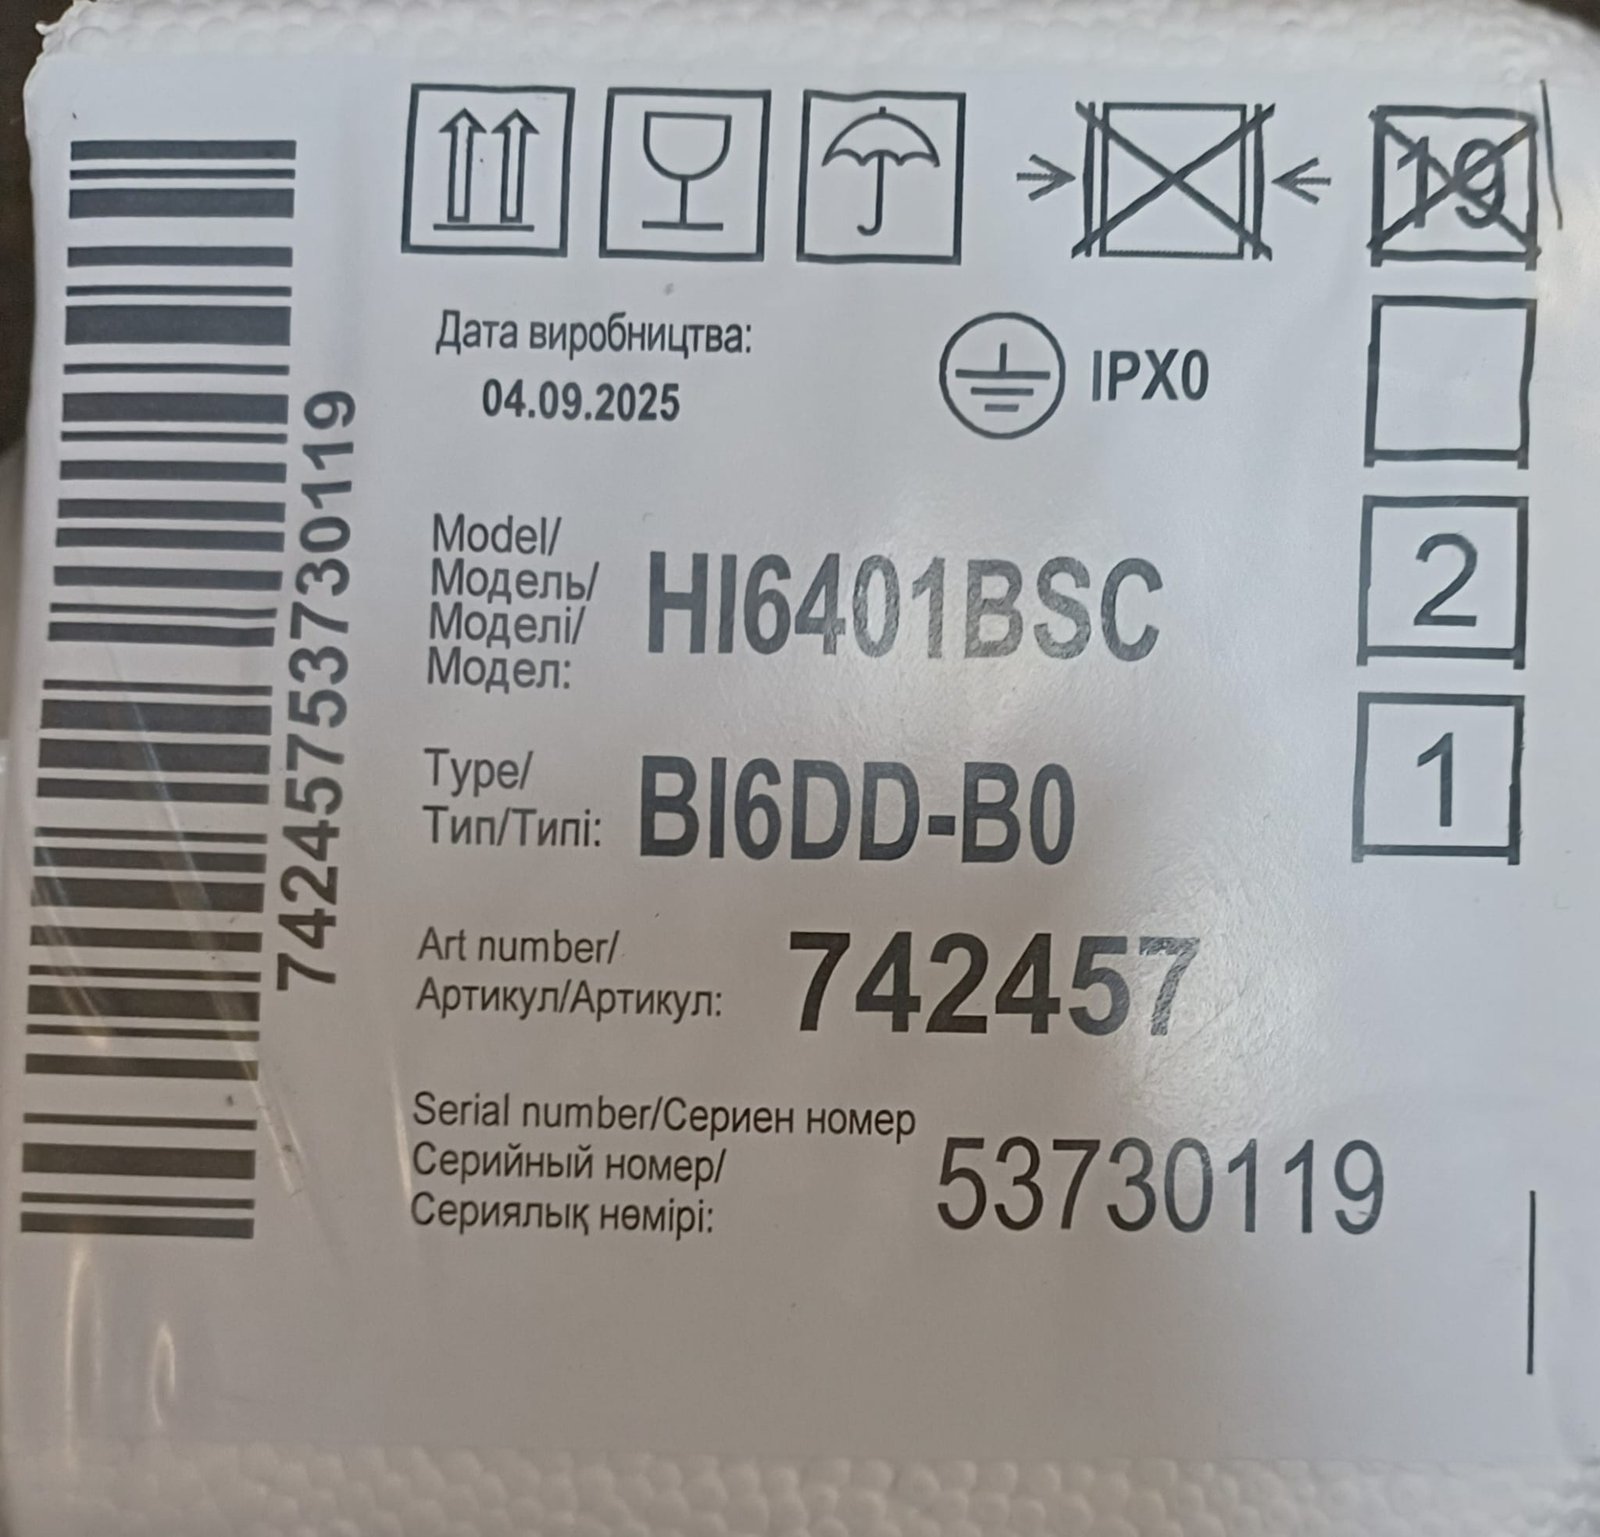 19
Дата виробництва:
04.09.2025
IPX0
Model/
Модель/
Моделі/
Модел:
HI6401BSC
2
Type/
Тип/Типі:
BI6DD-B0
1
Art number/
Артикул/Артикул:
742457
Serial number/Сериен номер
Серийный номер/
Сериялық нөмірі:
53730119
74245753730119